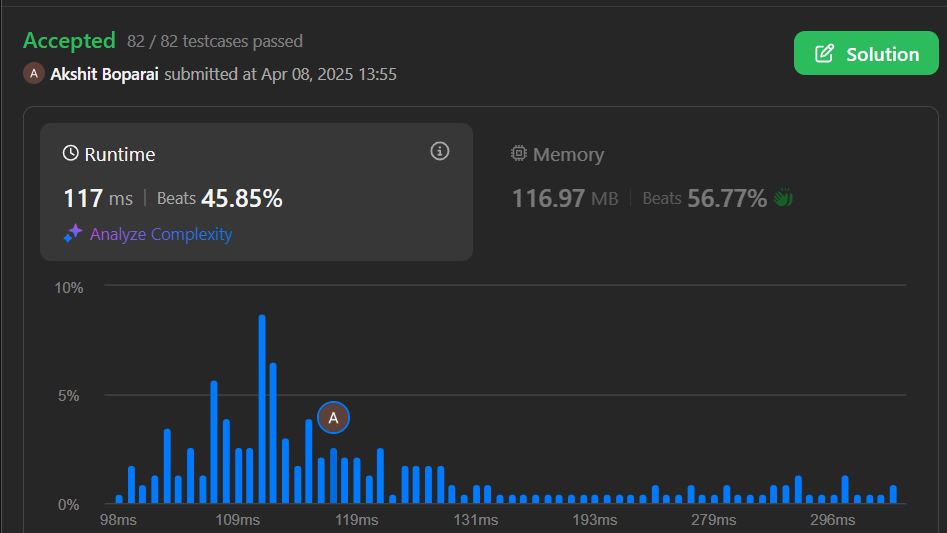 Accepted 82 / 82 testcases passed
Solution
A Akshit Boparai submitted at Apr 08, 2025 13:55
Runtime
Memory
117 ms | Beats 45.85%
116.97 MB | Beats 56.77%
Analyze Complexity
10%
5%
A
0%
98ms 109ms 119ms 131ms 193ms 279ms 296ms